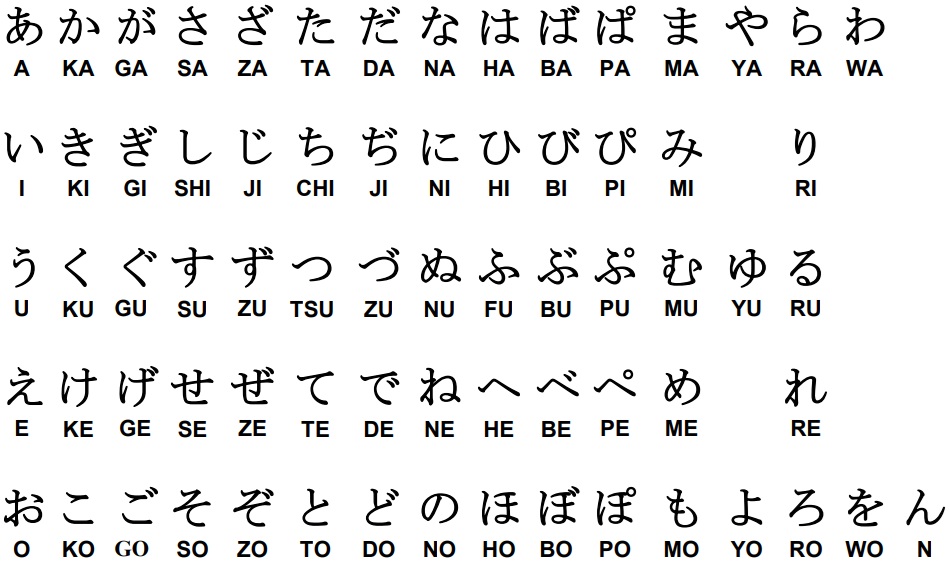 あ か が さ ざ た だ な は ば ぱ ま や ら わ
A KA GA SA ZA TA DA NA HA BA PA MA YA RA WA
い き ぎ し じ ち ぢ に ひ び ぴ み り
I KI GI SHI JI CHI JI NI HI BI PI MI RI
う く ぐ す ず つ づ ぬ ふ ぶ ぷ む ゆ る
U KU GU SU ZU TSU ZU NU FU BU PU MU YU RU
え け げ せ ぜ て で ね へ べ ぺ め れ
E KE GE SE ZE TE DE NE HE BE PE ME RE
お こ ご そ ぞ と ど の ほ ぼ ぽ も よ ろ を ん
O KO GO SO ZO TO DO NO HO BO PO MO YO RO WO N